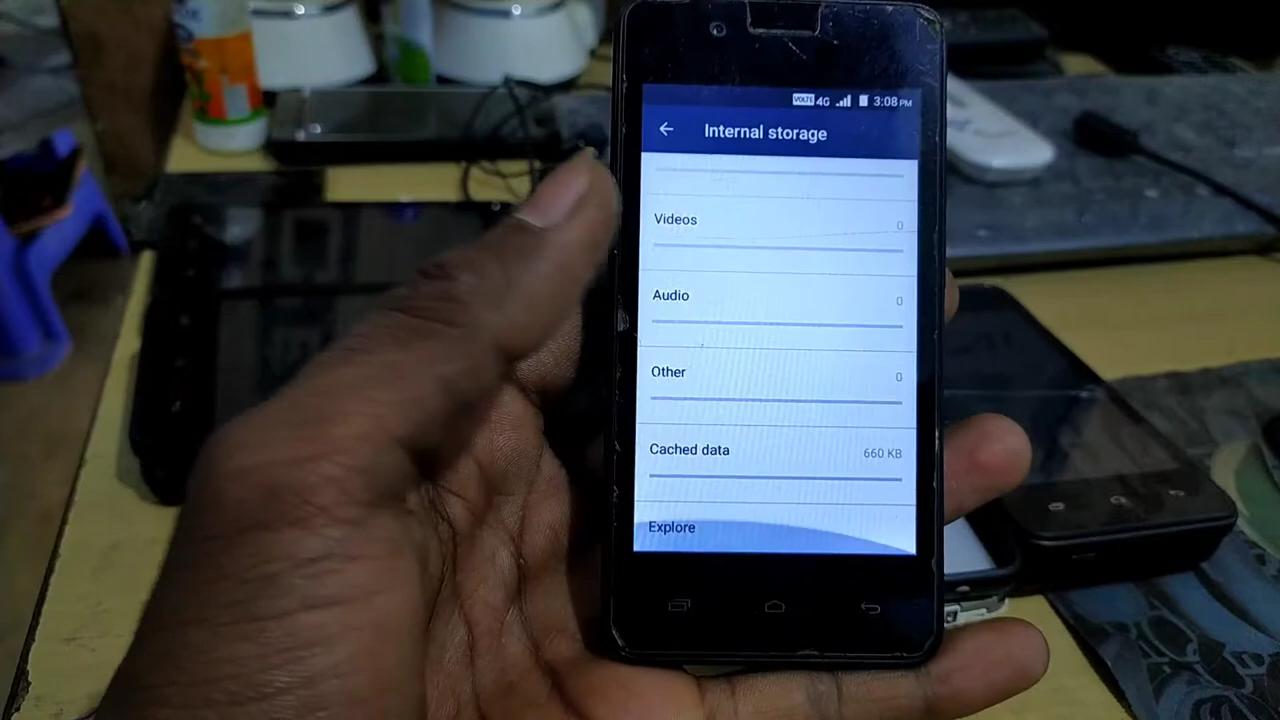 VOLTE 4G 3:08 PM
Internal storage
Videos 0
Audio 0
Other 0
Cached data 660 KB
Explore